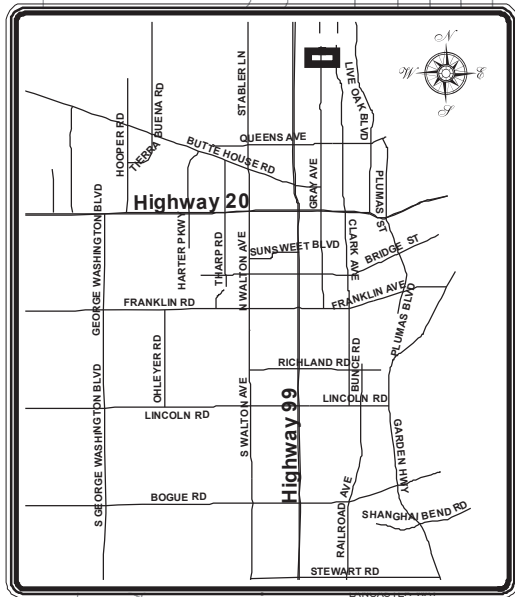 N
W
E
S
HOOPER RD
TIERRA BUENA RD
STABLER LN
LIVE OAK BLVD
QUEENS AVE
BUTTE HOUSE RD
GRAY AVE
PLUMAS ST
Highway 20
GEORGE WASHINGTON BLVD
HARTER PKWY
THARP RD
N WALTON AVE
SUNSWEET BLVD
CLARK AVE
BRIDGE ST
FRANKLIN RD
FRANKLIN AVE
PLUMAS BLVD
OHLEYER RD
RICHLAND RD
BUNCE RD
S GEORGE WASHINGTON BLVD
LINCOLN RD
LINCOLN RD
S WALTON AVE
Highway 99
GARDEN HWY
BOGUE RD
RAILROAD AVE
SHANGHAI BEND RD
STEWART RD